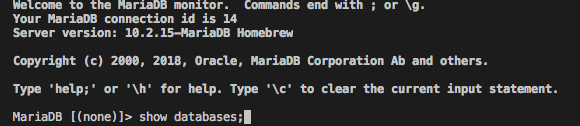 Welcome to the MariaDB monitor.  Commands end with ; or \g.
Your MariaDB connection id is 14
Server version: 10.2.15-MariaDB Homebrew
Copyright (c) 2000, 2018, Oracle, MariaDB Corporation Ab and others.
Type 'help;' or '\h' for help. Type '\c' to clear the current input statement.
MariaDB [(none)]> show databases;